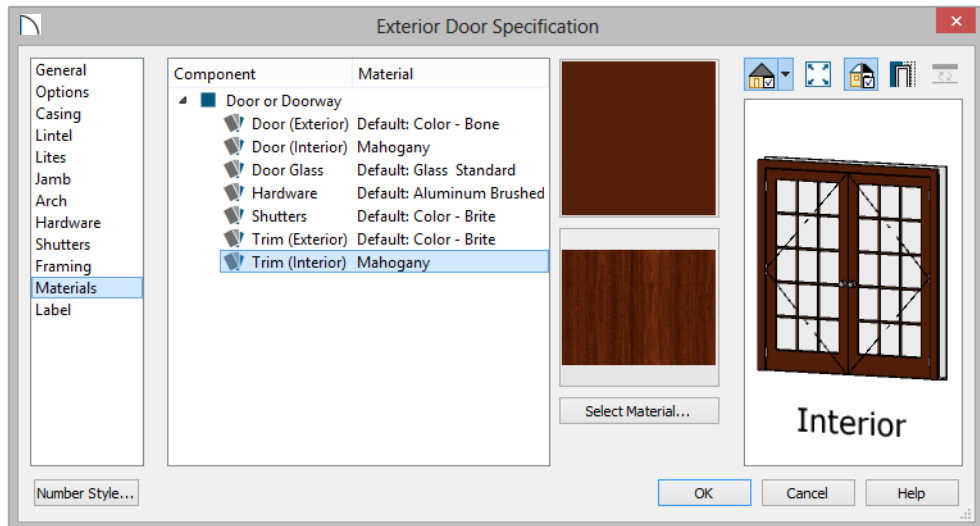 Exterior Door Specification
General
Options
Casing
Lintel
Lites
Jamb
Arch
Hardware
Shutters
Framing
Materials
Label
Component Material
Door or Doorway
Door (Exterior) Default: Color - Bone
Door (Interior) Mahogany
Door Glass Default: Glass Standard
Hardware Default: Aluminum Brushed
Shutters Default: Color - Brite
Trim (Exterior) Default: Color - Brite
Trim (Interior) Mahogany
Select Material...
Interior
Number Style...
OK
Cancel
Help